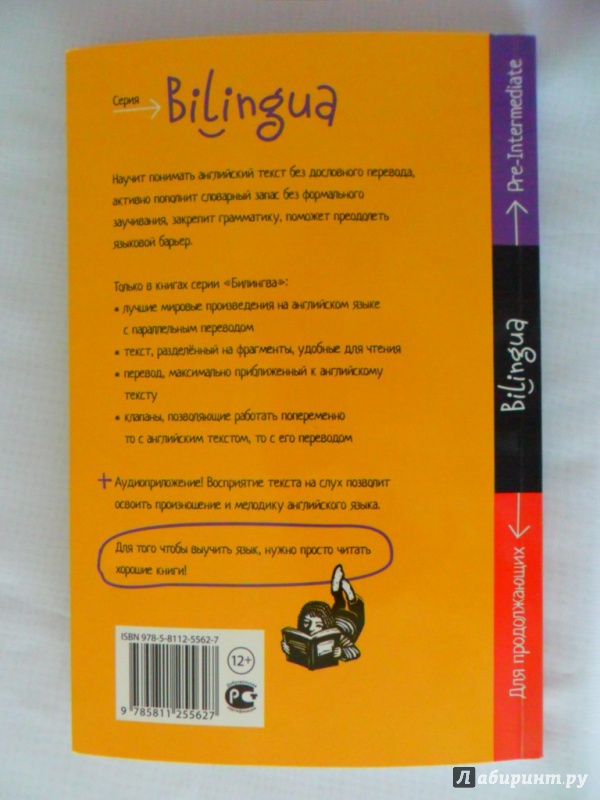 Серия
Bilingua
Научит понимать английский текст без дословного перевода,
активно пополнит словарный запас без формального
заучивания, закрепит грамматику, поможет преодолеть
языковой барьер.
Только в книгах серии «Билингва»:
• лучшие мировые произведения на английском языке
с параллельным переводом
• текст, разделённый на фрагменты, удобные для чтения
• перевод, максимально приближенный к английскому
тексту
• клапаны, позволяющие работать попеременно
то с английским текстом, то с его переводом
+ Аудиоприложение! Восприятие текста на слух позволит
освоить произношение и мелодику английского языка.
Для того чтобы выучить язык, нужно просто читать
хорошие книги!
ISBN 978-5-8112-5562-7
9 785811 255627
12+
Pre-Intermediate
Bilingua
Для продолжающих
Лабиринт.ру